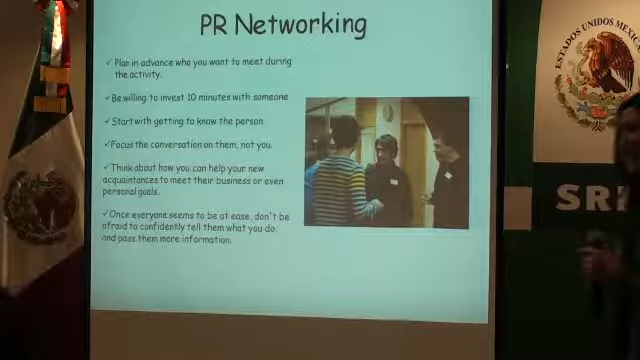 PR Networking
✓ Plan in advance who you want to meet during
the activity.
✓ Be willing to invest 10 minutes with someone
✓ Start with getting to know the person.
✓ Focus the conversation on them, not you.
✓ Think about how you can help your new
acquaintances to meet their business or even
personal goals.
✓ Once everyone seems to be at ease, don't be
afraid to confidently tell them what you do
and pass them more information.
ESTADOS UNIDOS MEXICA
SR